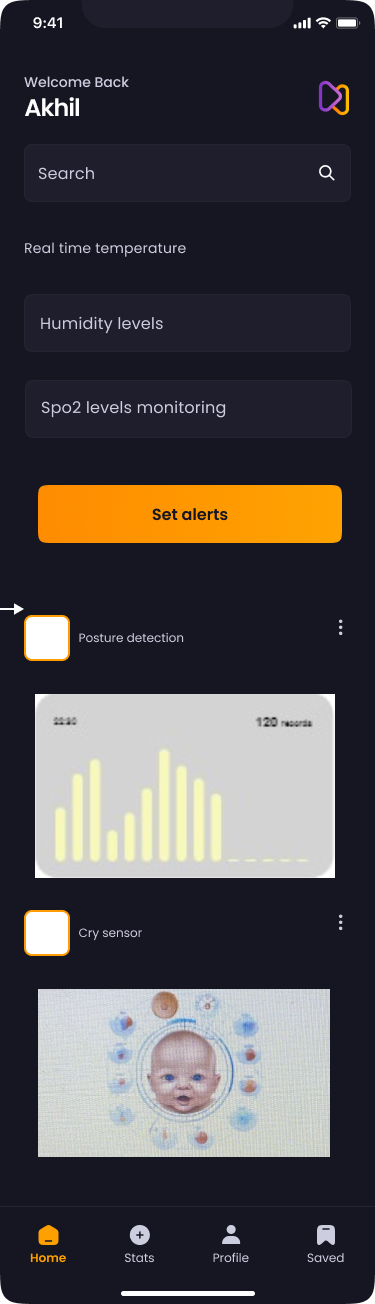 9:41
Welcome Back
Akhil
Search
Real time temperature
Humidity levels
Spo2 levels monitoring
Set alerts
Posture detection
22:30 120 records
Cry sensor
Home Stats Profile Saved